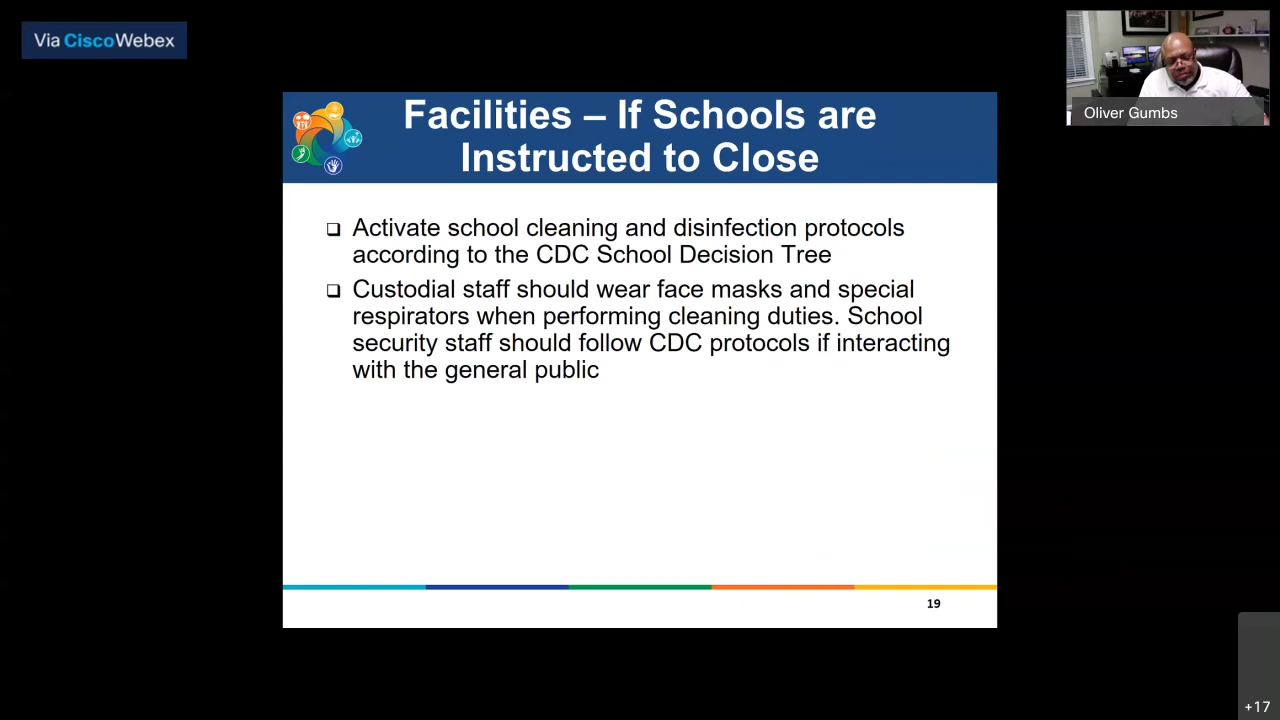 Via CiscoWebex
Oliver Gumbs
Facilities – If Schools are
Instructed to Close
❑ Activate school cleaning and disinfection protocols
according to the CDC School Decision Tree
❑ Custodial staff should wear face masks and special
respirators when performing cleaning duties. School
security staff should follow CDC protocols if interacting
with the general public
19
+17